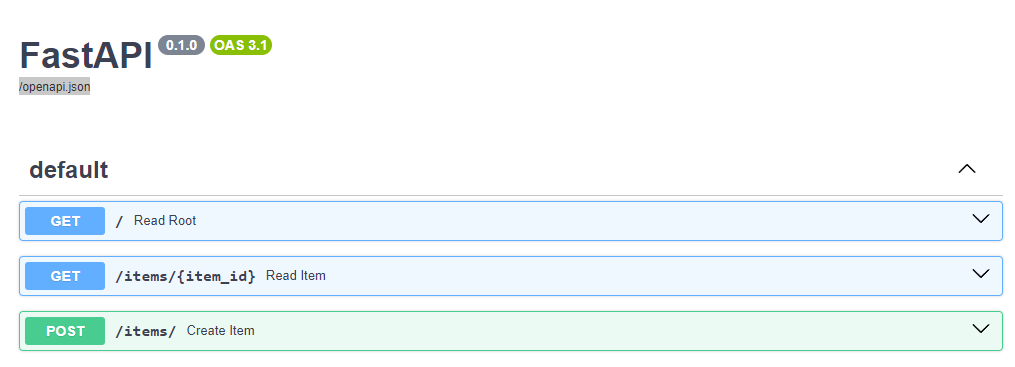 FastAPI 0.1.0 OAS 3.1
/openapi.json
default
GET / Read Root
GET /items/{item_id} Read Item
POST /items/ Create Item